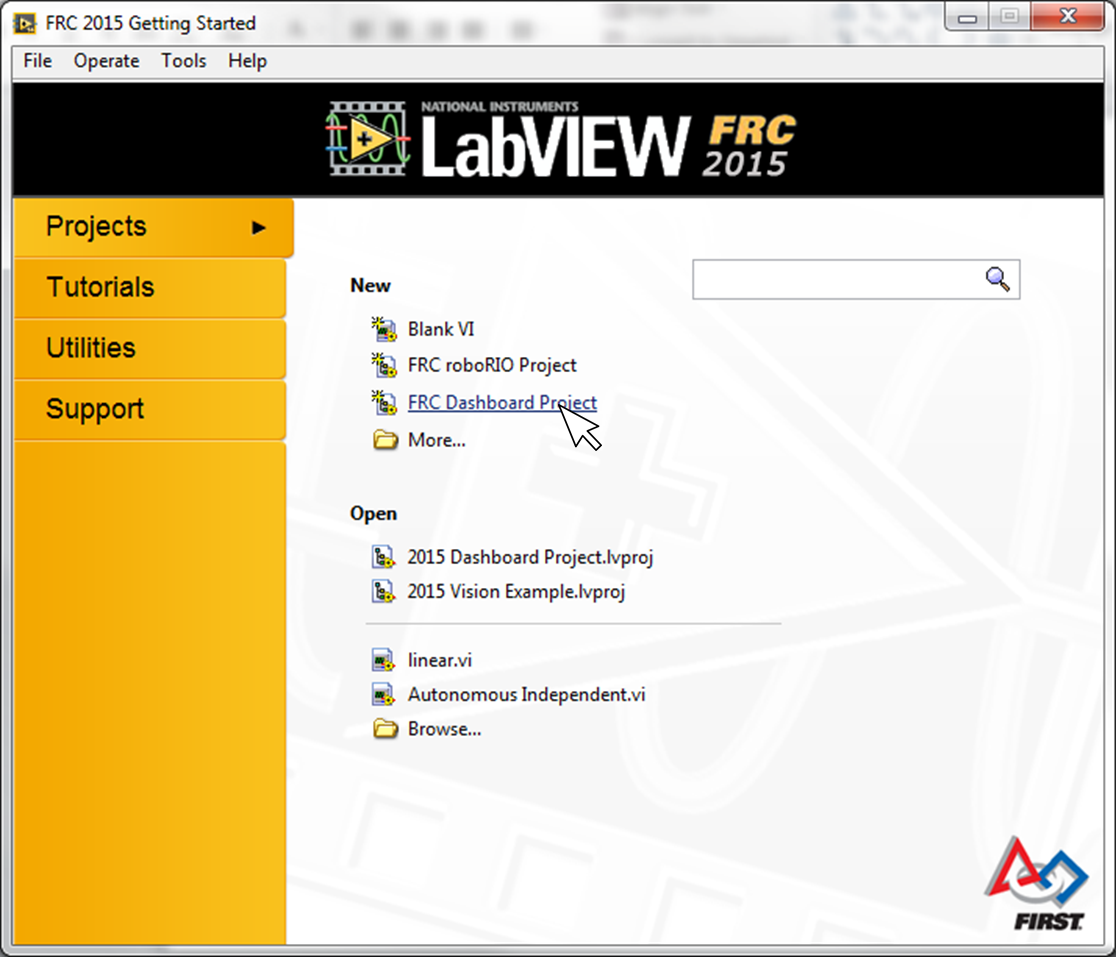 FRC 2015 Getting Started
File Operate Tools Help
NATIONAL INSTRUMENTS
LabVIEW FRC 2015
Projects
Tutorials
Utilities
Support
New
Blank VI
FRC roboRIO Project
FRC Dashboard Project
More...
Open
2015 Dashboard Project.lvproj
2015 Vision Example.lvproj
linear.vi
Autonomous Independent.vi
Browse...
FIRST